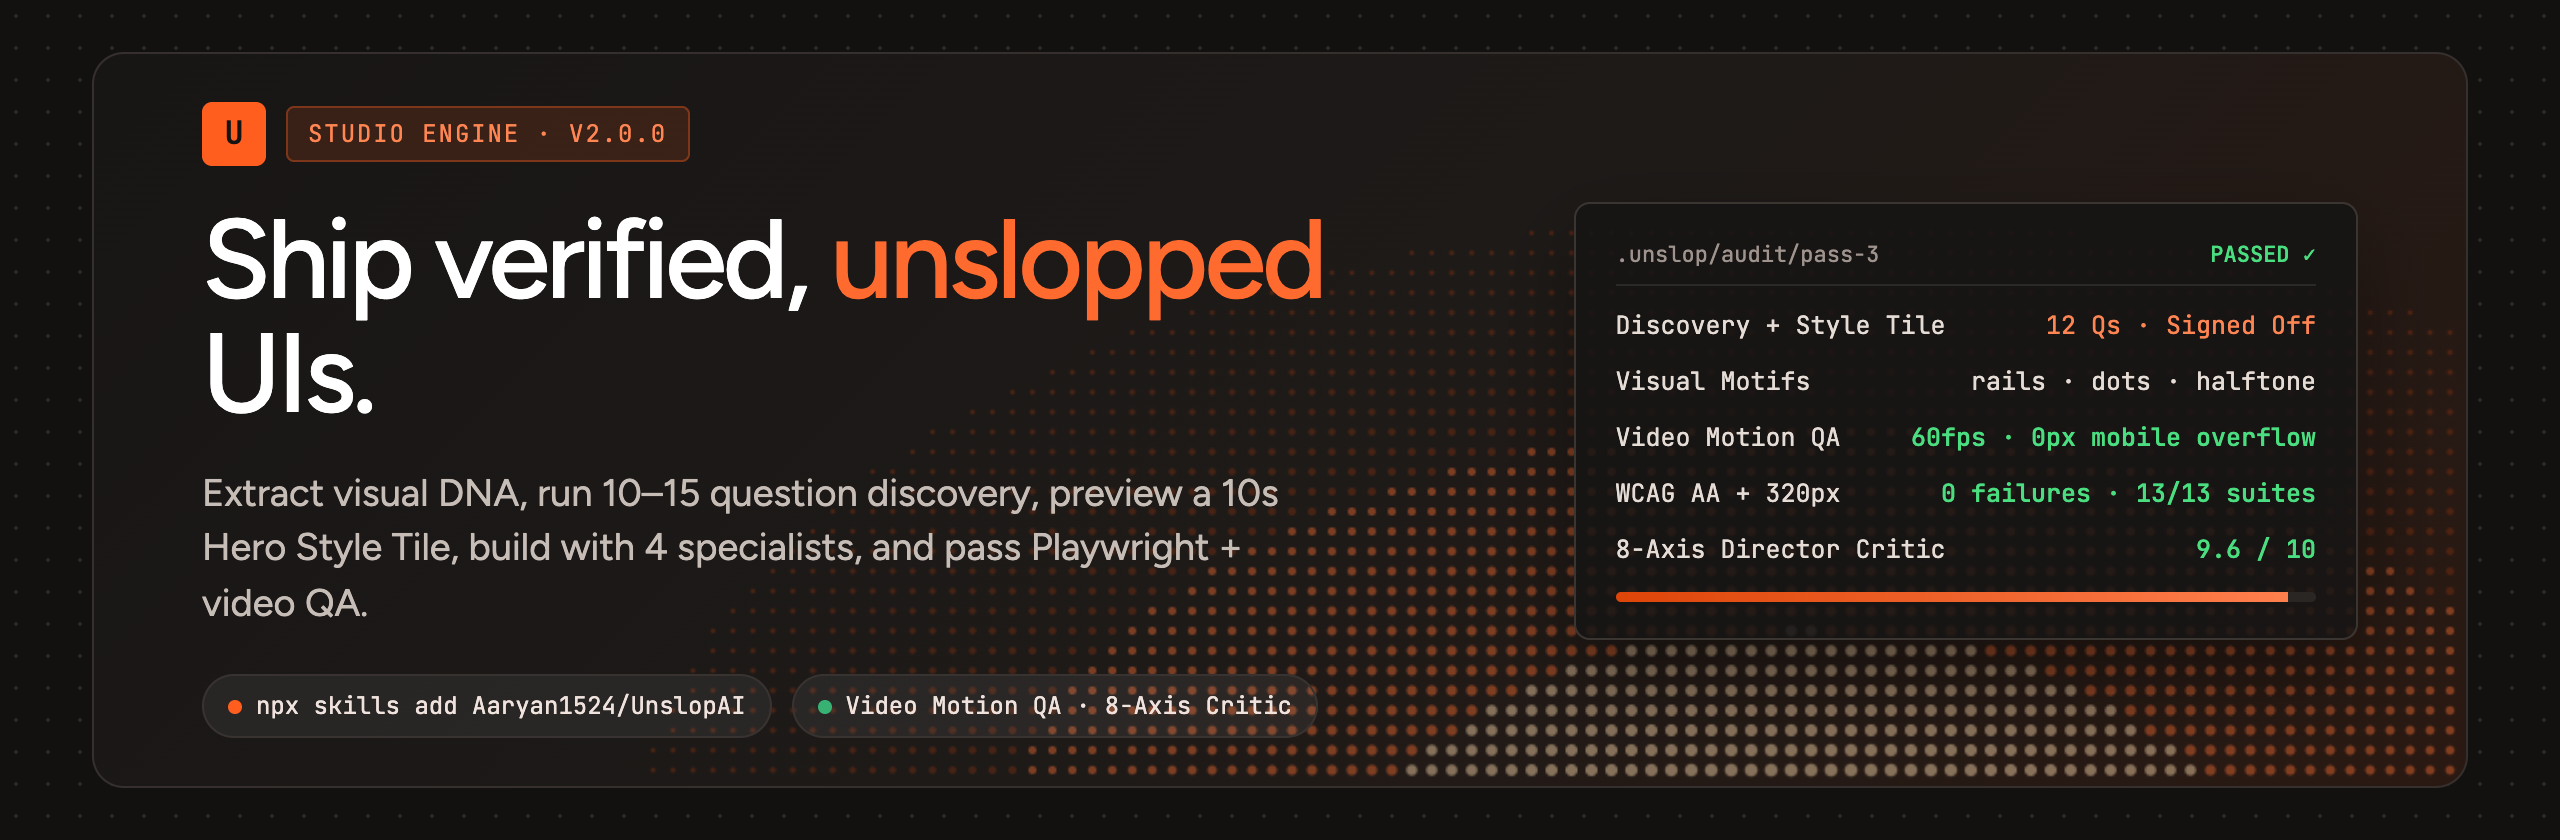 U
STUDIO ENGINE · V2.0.0
Ship verified, unslopped
UIs.
Extract visual DNA, run 10–15 question discovery, preview a 10s
Hero Style Tile, build with 4 specialists, and pass Playwright +
video QA.
npx skills add Aaryan1524/UnslopAI
Video Motion QA · 8-Axis Critic
.unslop/audit/pass-3 PASSED ✓
Discovery + Style Tile 12 Qs · Signed Off
Visual Motifs rails · dots · halftone
Video Motion QA 60fps · 0px mobile overflow
WCAG AA + 320px 0 failures · 13/13 suites
8-Axis Director Critic 9.6 / 10